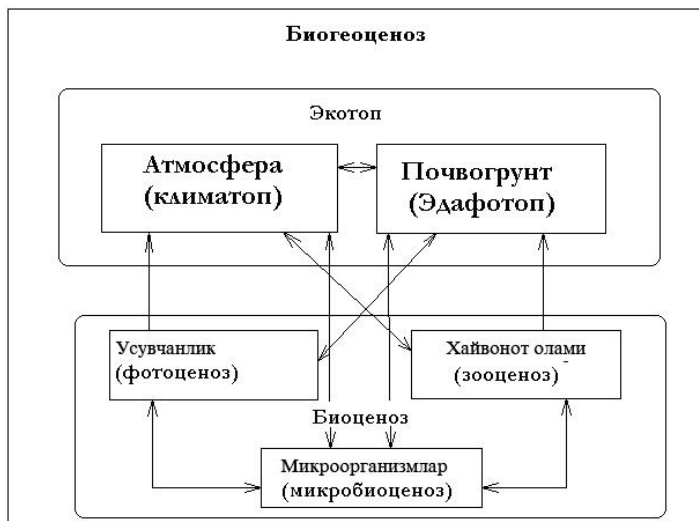 Биогеоценоз
Экотоп
Атмосфера
(климатоп)
Почвогрунт
(Эдафотоп)
Усувчанлик
(фотоценоз)
Хайвонот олами
(зооценоз)
Биоценоз
Микроорганизмлар
(микробиоценоз)